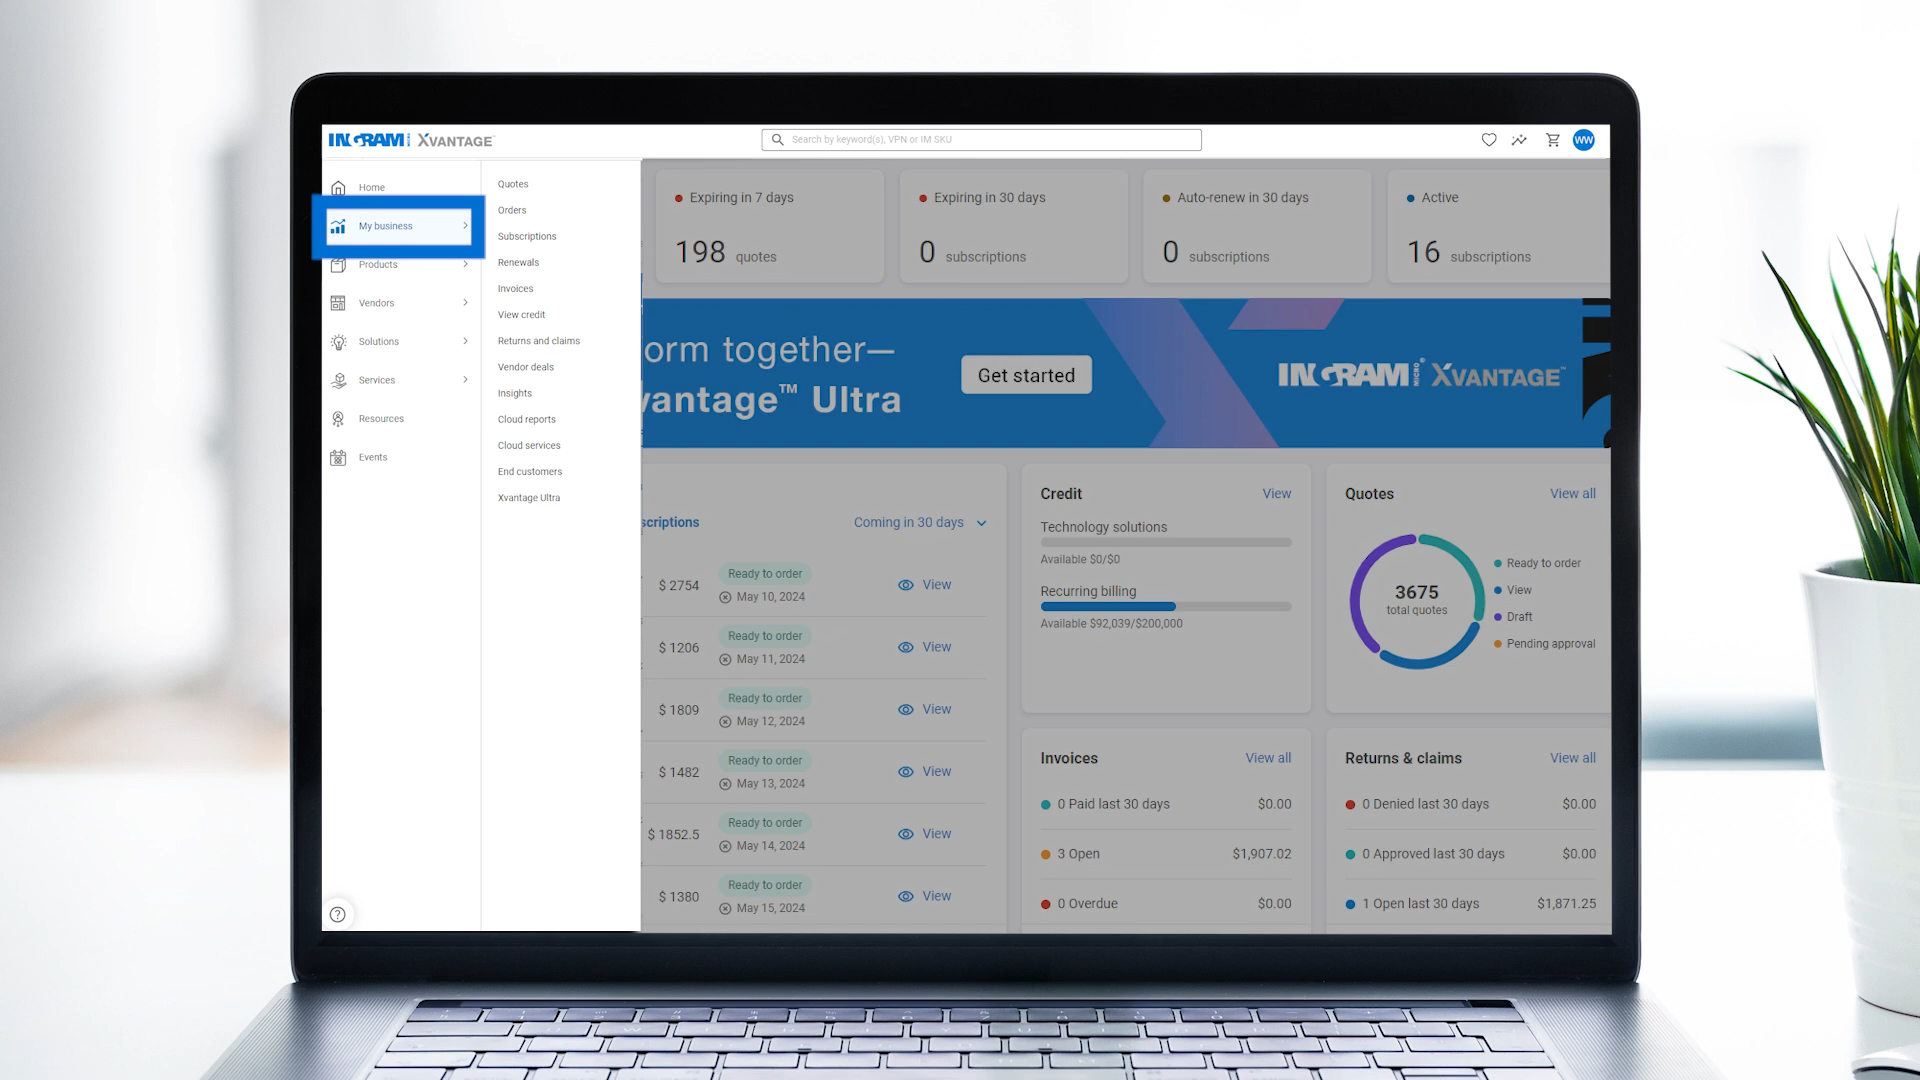 INGRAM MICRO XVANTAGE™
Search by keyword(s), VPN or IM SKU
WW
Home
My business
Products
Vendors
Solutions
Services
Resources
Events
?
Quotes
Orders
Subscriptions
Renewals
Invoices
View credit
Returns and claims
Vendor deals
Insights
Cloud reports
Cloud services
End customers
Xvantage Ultra
Expiring in 7 days
198 quotes
Expiring in 30 days
0 subscriptions
Auto-renew in 30 days
0 subscriptions
Active
16 subscriptions
orm together—
vantage™ Ultra
Get started
INGRAM MICRO® XVANTAGE™
scriptions
Coming in 30 days
$ 2754 Ready to order View
May 10, 2024
$ 1206 Ready to order View
May 11, 2024
$ 1809 Ready to order View
May 12, 2024
$ 1482 Ready to order View
May 13, 2024
$ 1852.5 Ready to order View
May 14, 2024
$ 1380 Ready to order View
May 15, 2024
Credit View
Technology solutions
Available $0/$0
Recurring billing
Available $92,039/$200,000
Quotes View all
3675
total quotes
Ready to order
View
Draft
Pending approval
Invoices View all
0 Paid last 30 days $0.00
3 Open $1,907.02
0 Overdue $0.00
Returns & claims View all
0 Denied last 30 days $0.00
0 Approved last 30 days $0.00
1 Open last 30 days $1,871.25